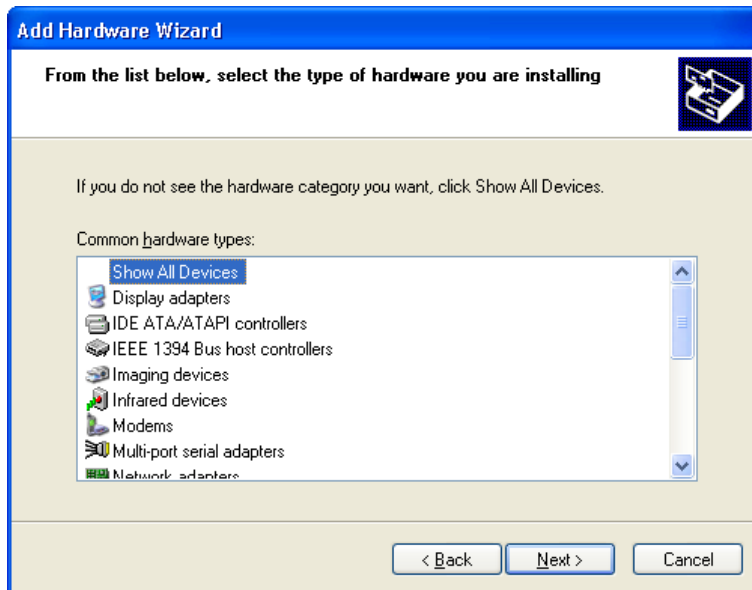 Add Hardware Wizard
From the list below, select the type of hardware you are installing
If you do not see the hardware category you want, click Show All Devices.
Common hardware types:
Show All Devices
Display adapters
IDE ATA/ATAPI controllers
IEEE 1394 Bus host controllers
Imaging devices
Infrared devices
Modems
Multi-port serial adapters
Network adapters
< Back Next > Cancel